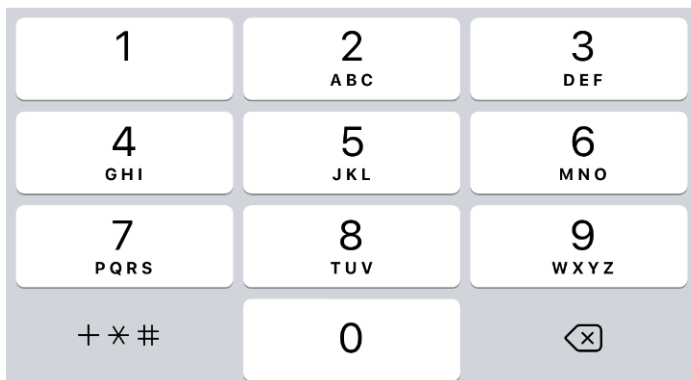 1 2 3
ABC DEF
4 5 6
GHI JKL MNO
7 8 9
PQRS TUV WXYZ
+*# 0